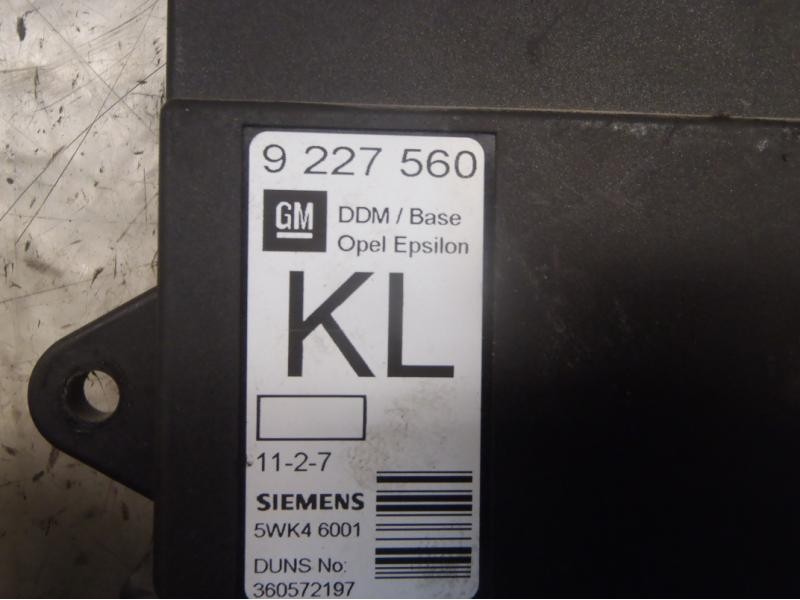 9 227 560
GM
DDM / Base
Opel Epsilon
KL
11-2-7
SIEMENS
5WK4 6001
DUNS No:
360572197